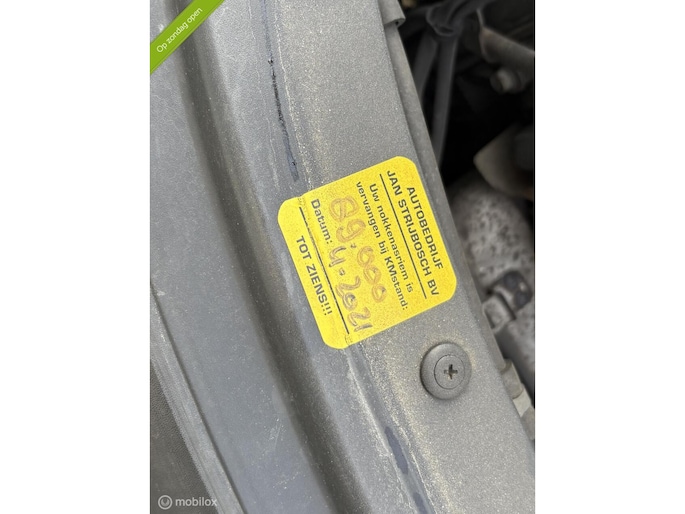 Op zondag open
AUTOBEDRIJF
JAN STRIJBOSCH BV
Uw nokkenasriem is
vervangen bij KMstand:
89.000
Datum: 4-2021
TOT ZIENS!!!
mobilox